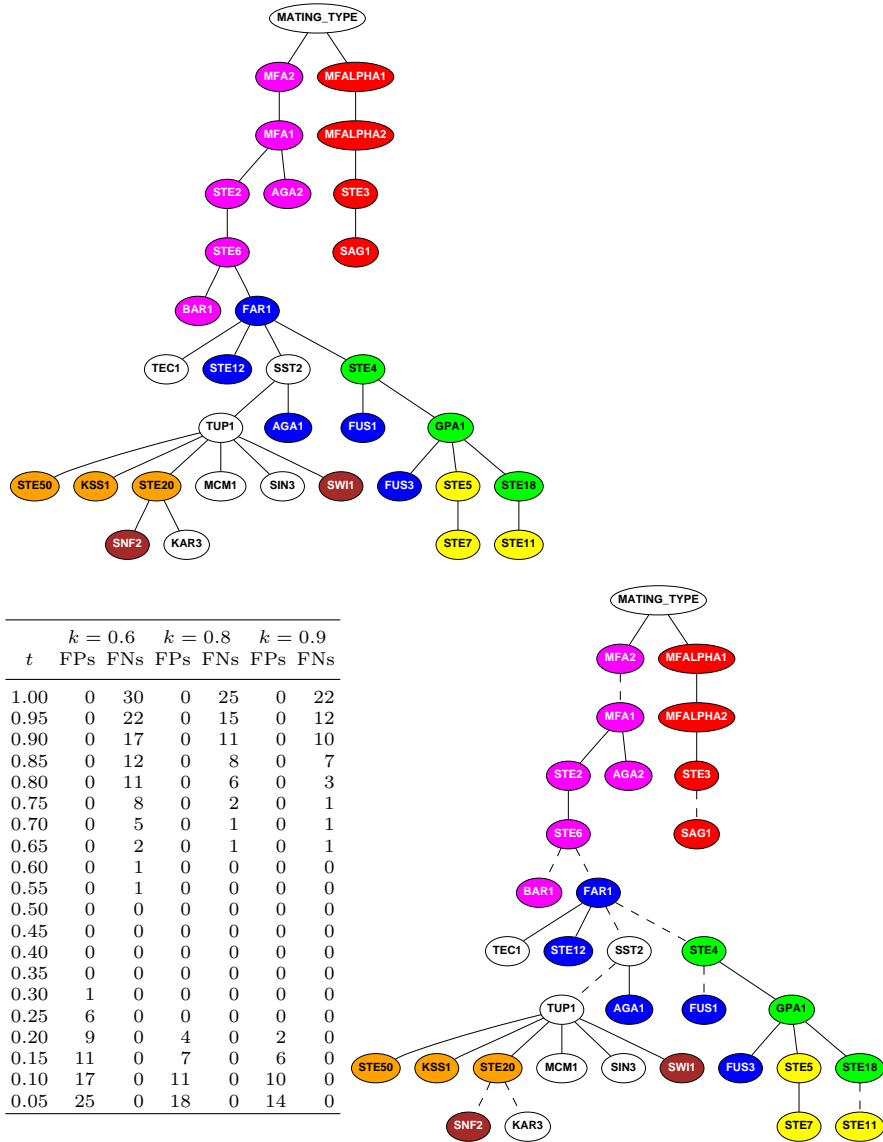 MATING_TYPE
MFA2 MFALPHA1
MFA1 MFALPHA2
STE2 AGA2 STE3
STE6 SAG1
BAR1 FAR1
TEC1 STE12 SST2 STE4
TUP1 AGA1 FUS1 GPA1
STE50 KSS1 STE20 MCM1 SIN3 SWI1 FUS3 STE5 STE18
SNF2 KAR3 STE7 STE11
k = 0.6 k = 0.8 k = 0.9
t FPs FNs FPs FNs FPs FNs
1.00 0 30 0 25 0 22
0.95 0 22 0 15 0 12
0.90 0 17 0 11 0 10
0.85 0 12 0 8 0 7
0.80 0 11 0 6 0 3
0.75 0 8 0 2 0 1
0.70 0 5 0 1 0 1
0.65 0 2 0 1 0 1
0.60 0 1 0 0 0 0
0.55 0 1 0 0 0 0
0.50 0 0 0 0 0 0
0.45 0 0 0 0 0 0
0.40 0 0 0 0 0 0
0.35 0 0 0 0 0 0
0.30 1 0 0 0 0 0
0.25 6 0 0 0 0 0
0.20 9 0 4 0 2 0
0.15 11 0 7 0 6 0
0.10 17 0 11 0 10 0
0.05 25 0 18 0 14 0
MATING_TYPE
MFA2 MFALPHA1
MFA1 MFALPHA2
STE2 AGA2 STE3
STE6 SAG1
BAR1 FAR1
TEC1 STE12 SST2 STE4
TUP1 AGA1 FUS1 GPA1
STE50 KSS1 STE20 MCM1 SIN3 SWI1 FUS3 STE5 STE18
SNF2 KAR3 STE7 STE11